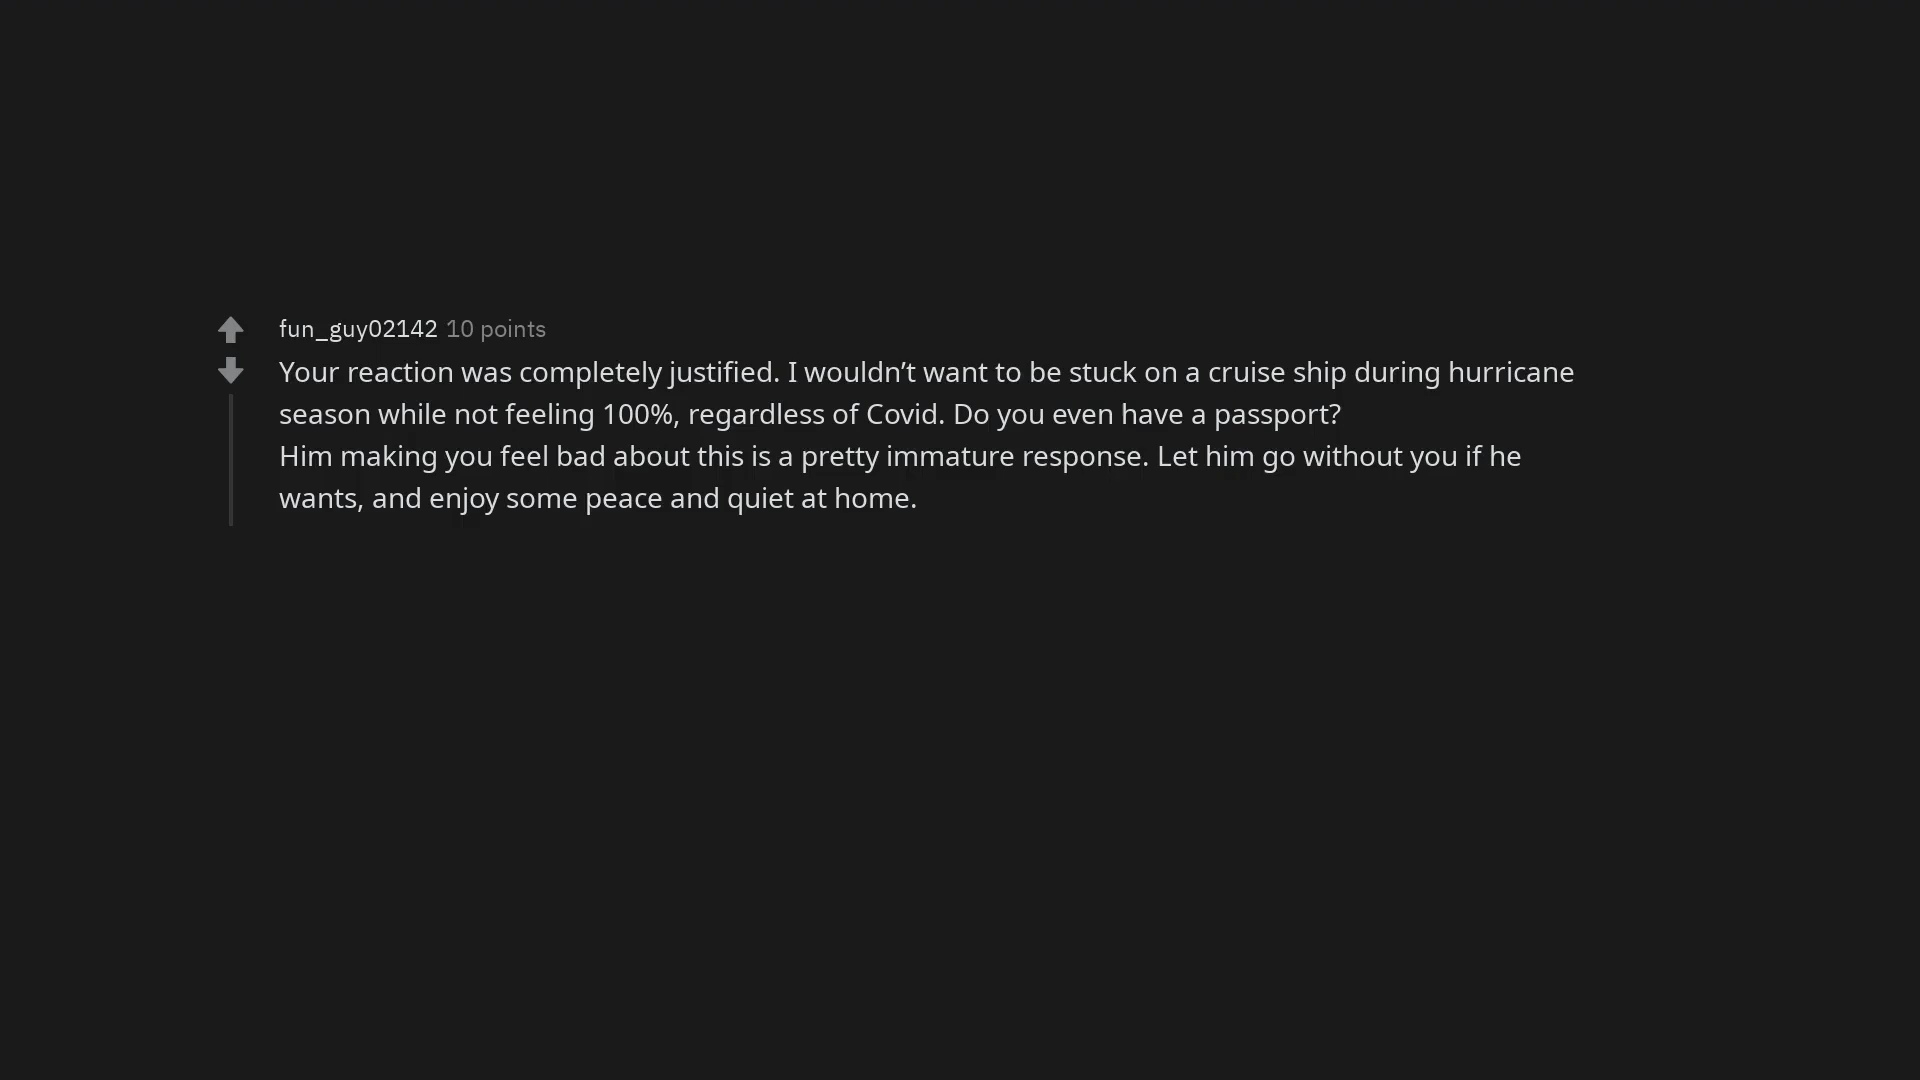 fun_guy02142 10 points
Your reaction was completely justified. I wouldn’t want to be stuck on a cruise ship during hurricane
season while not feeling 100%, regardless of Covid. Do you even have a passport?
Him making you feel bad about this is a pretty immature response. Let him go without you if he
wants, and enjoy some peace and quiet at home.